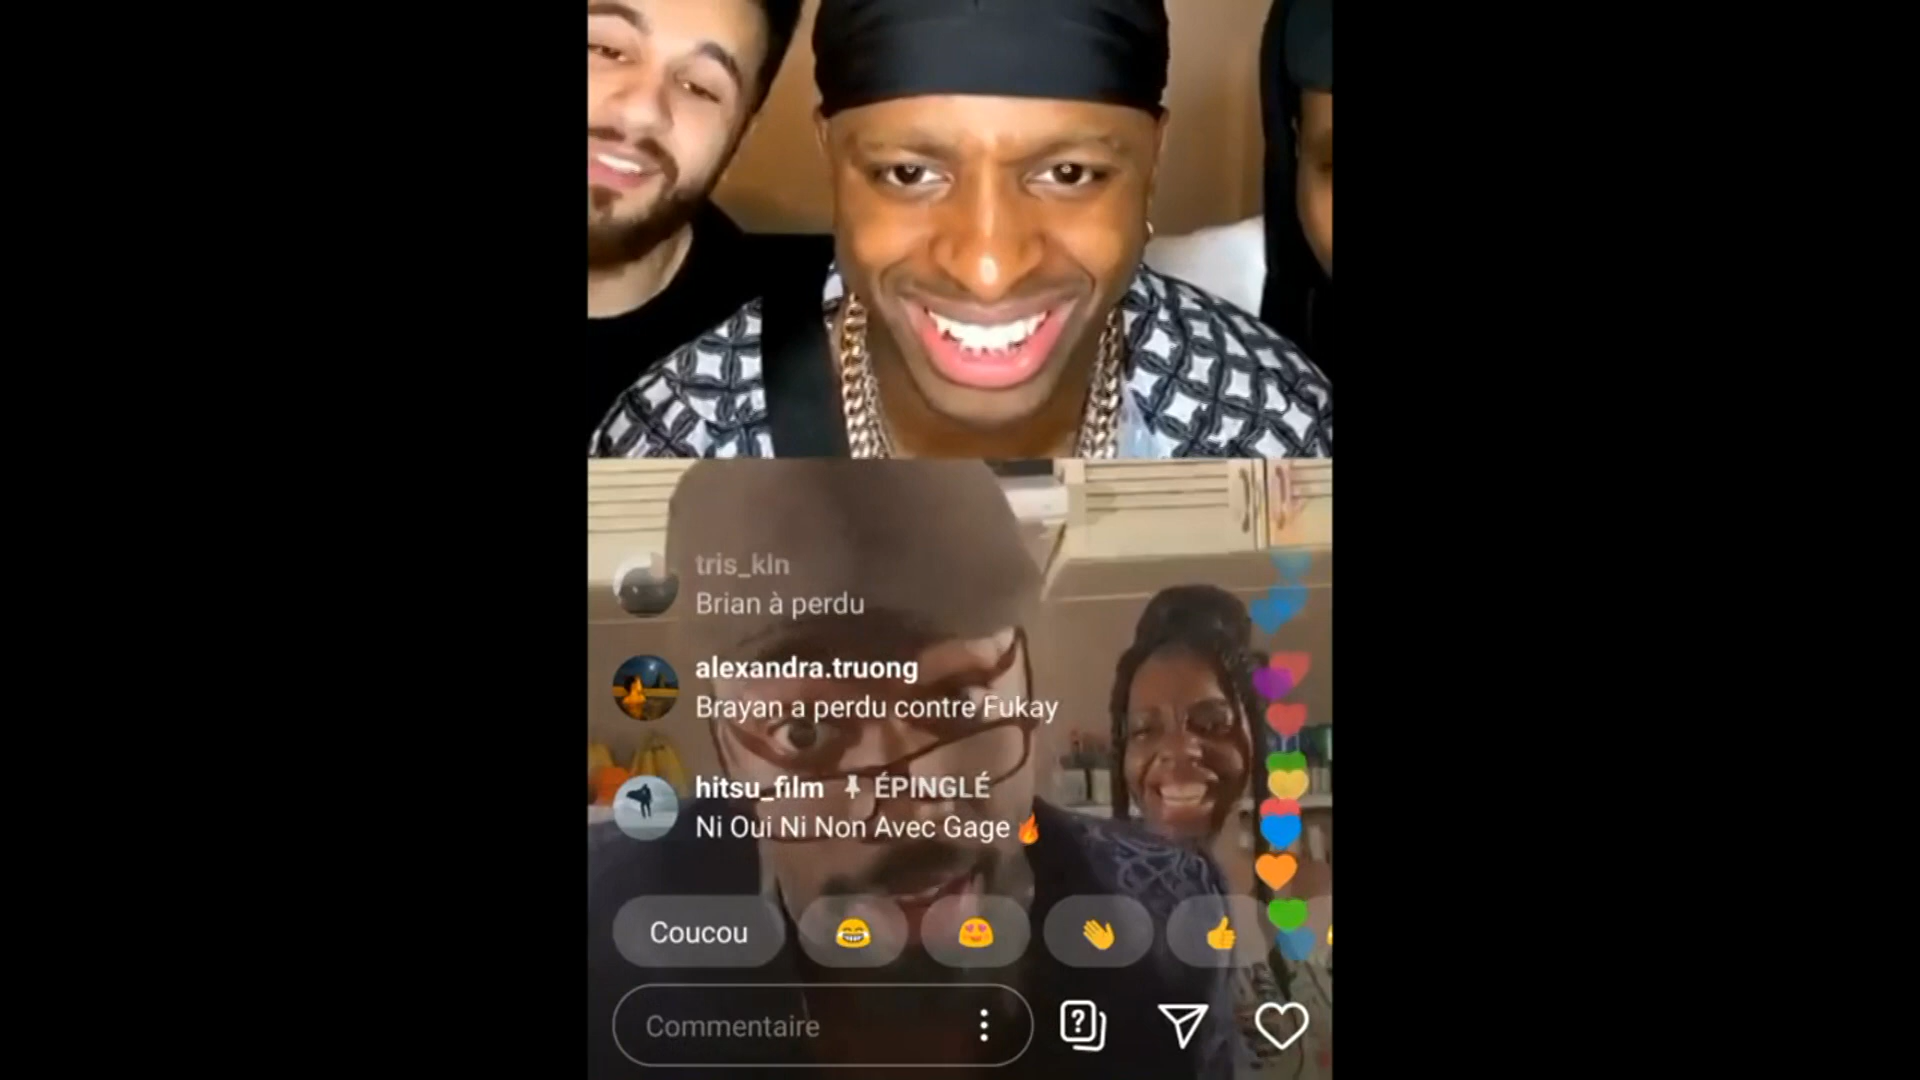 tris_kln
Brian à perdu
alexandra.truong
Brayan a perdu contre Fukay
hitsu_film ÉPINGLÉ
Ni Oui Ni Non Avec Gage🔥
Coucou
Commentaire